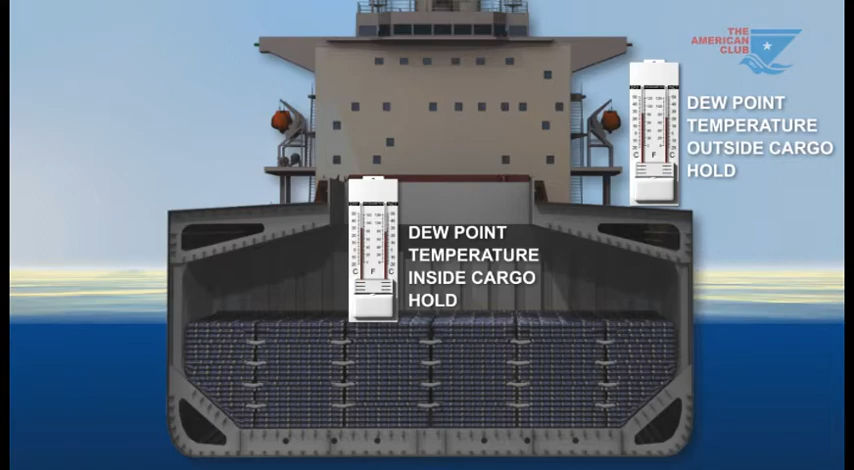 THE
AMERICAN
CLUB
DEW POINT
TEMPERATURE
OUTSIDE CARGO
HOLD
C F C
DEW POINT
TEMPERATURE
INSIDE CARGO
HOLD
C F C